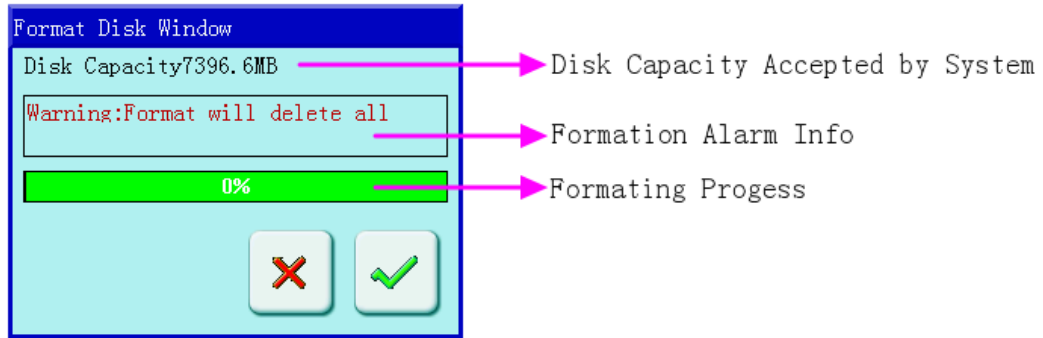 Format Disk Window
Disk Capacity7396.6MB
Disk Capacity Accepted by System
Warning:Format will delete all
Formation Alarm Info
0%
Formating Progess